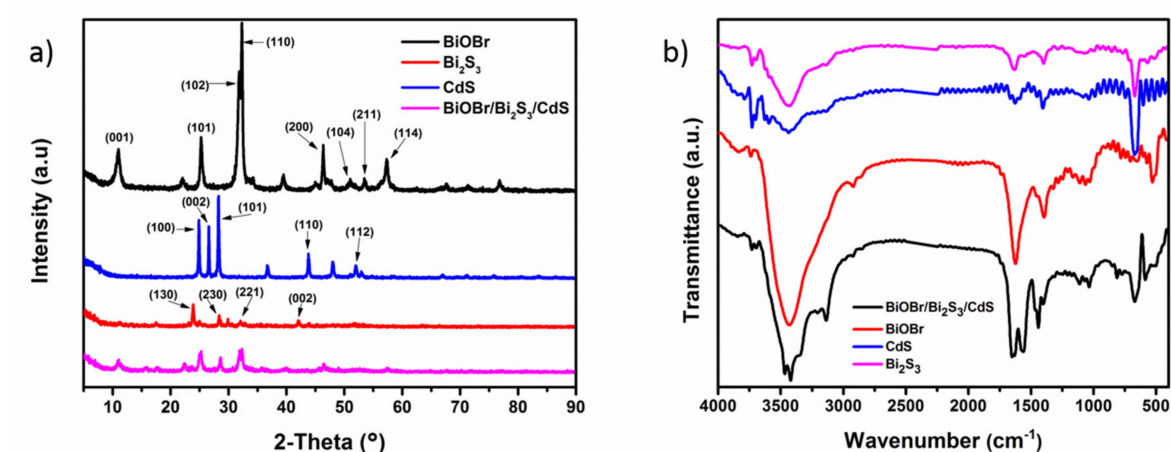 a)
Intensity (a.u)
2-Theta (°)
10 20 30 40 50 60 70 80 90
BiOBr
Bi₂S₃
CdS
BiOBr/Bi₂S₃/CdS
(001)
(101)
(102)
(110)
(200)
(104)
(211)
(114)
(100)
(002)
(101)
(110)
(112)
(130)
(230)
(221)
(002)
b)
Transmittance (a.u.)
BiOBr/Bi₂S₃/CdS
BiOBr
CdS
Bi₂S₃
4000 3500 3000 2500 2000 1500 1000 500
Wavenumber (cm⁻¹)